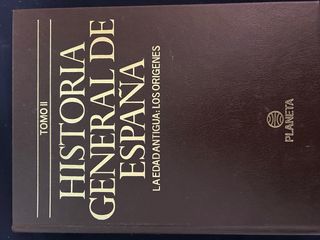 TOMO II
HISTORIA
GENERAL DE
ESPAÑA
LA EDAD ANTIGUA: LOS ORIGENES
PLANETA